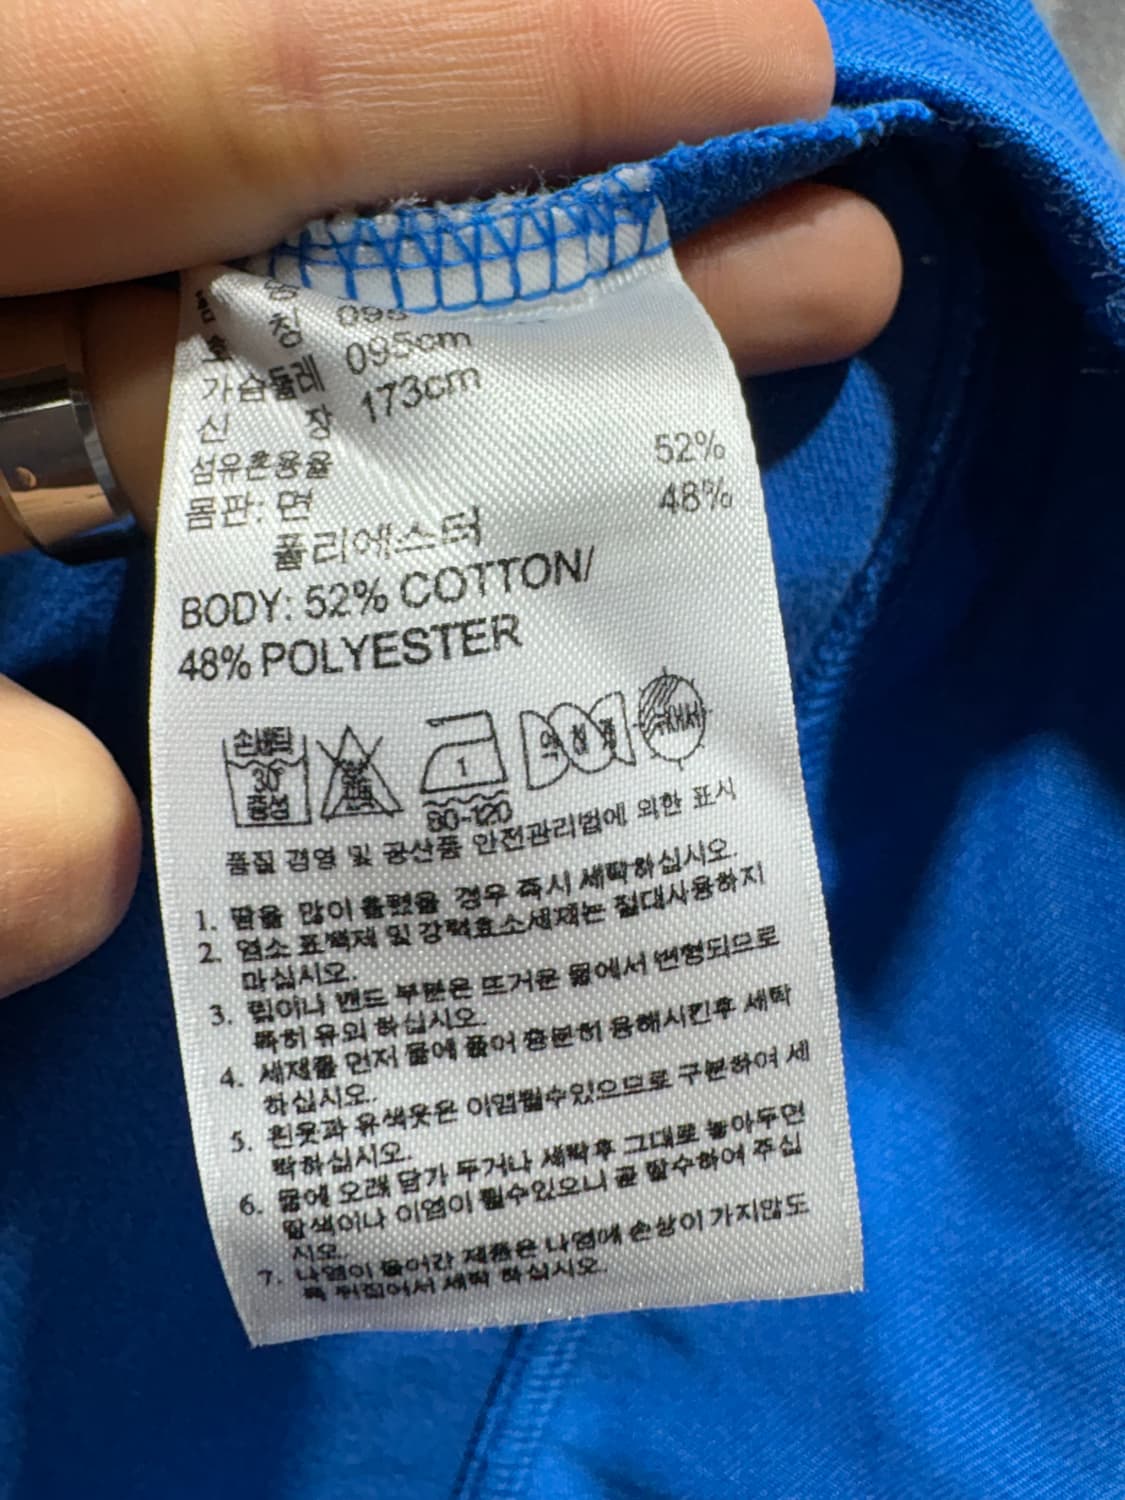 호 칭 095
가슴둘레 095cm
신 장 173cm
섬유혼용율
몸판: 면 52%
폴리에스터 48%
BODY: 52% COTTON/
48% POLYESTER
손세탁
30°
중성
1
80-120
약
품질 경영 및 공산품 안전관리법에 의한 표시
1. 땀을 많이 흘렸을 경우 즉시 세탁하십시오.
2. 염소 표백제 및 강력효소세제는 절대사용하지
마십시오.
3. 립이나 밴드 부분은 뜨거운 물에서 변형되므로
특히 유의 하십시오.
4. 세제를 먼저 물에 풀어 충분히 용해시킨후 세탁
하십시오.
5. 흰옷과 유색옷은 이염될수있으므로 구분하여 세
탁하십시오.
6. 물에 오래 담가 두거나 세탁후 그대로 놓아두면
탈색이나 이염이 될수있으니 곧 탈수하여 주십
시오.
7. 나염이 들어간 제품은 나염에 손상이 가지않도
록 뒤집어서 세탁 하십시오.